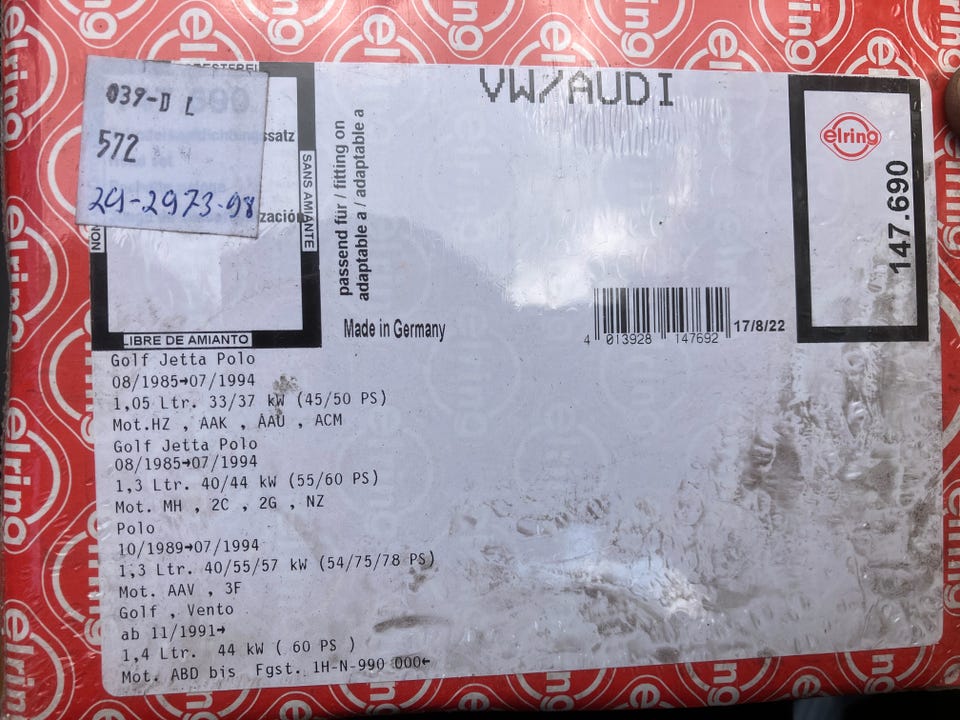 VW/AUDI
039-D L
572
29-2973-98
ssatz
zación
SANS AMIANTE
LIBRE DE AMIANTO
passend für / fitting on
adaptable a / adaptable a
Made in Germany
elring
147.690
4 013928 147692
17/8/22
Golf Jetta Polo
08/1985→07/1994
1,05 Ltr. 33/37 kW (45/50 PS)
Mot.HZ , AAK , AAU , ACM
Golf Jetta Polo
08/1985→07/1994
1,3 Ltr. 40/44 kW (55/60 PS)
Mot. MH , 2C , 2G , NZ
Polo
10/1989→07/1994
1,3 Ltr. 40/55/57 kW (54/75/78 PS)
Mot. AAV , 3F
Golf , Vento
ab 11/1991→
1,4 Ltr. 44 kW ( 60 PS )
Mot. ABD bis Fgst. 1H-N-990 000←